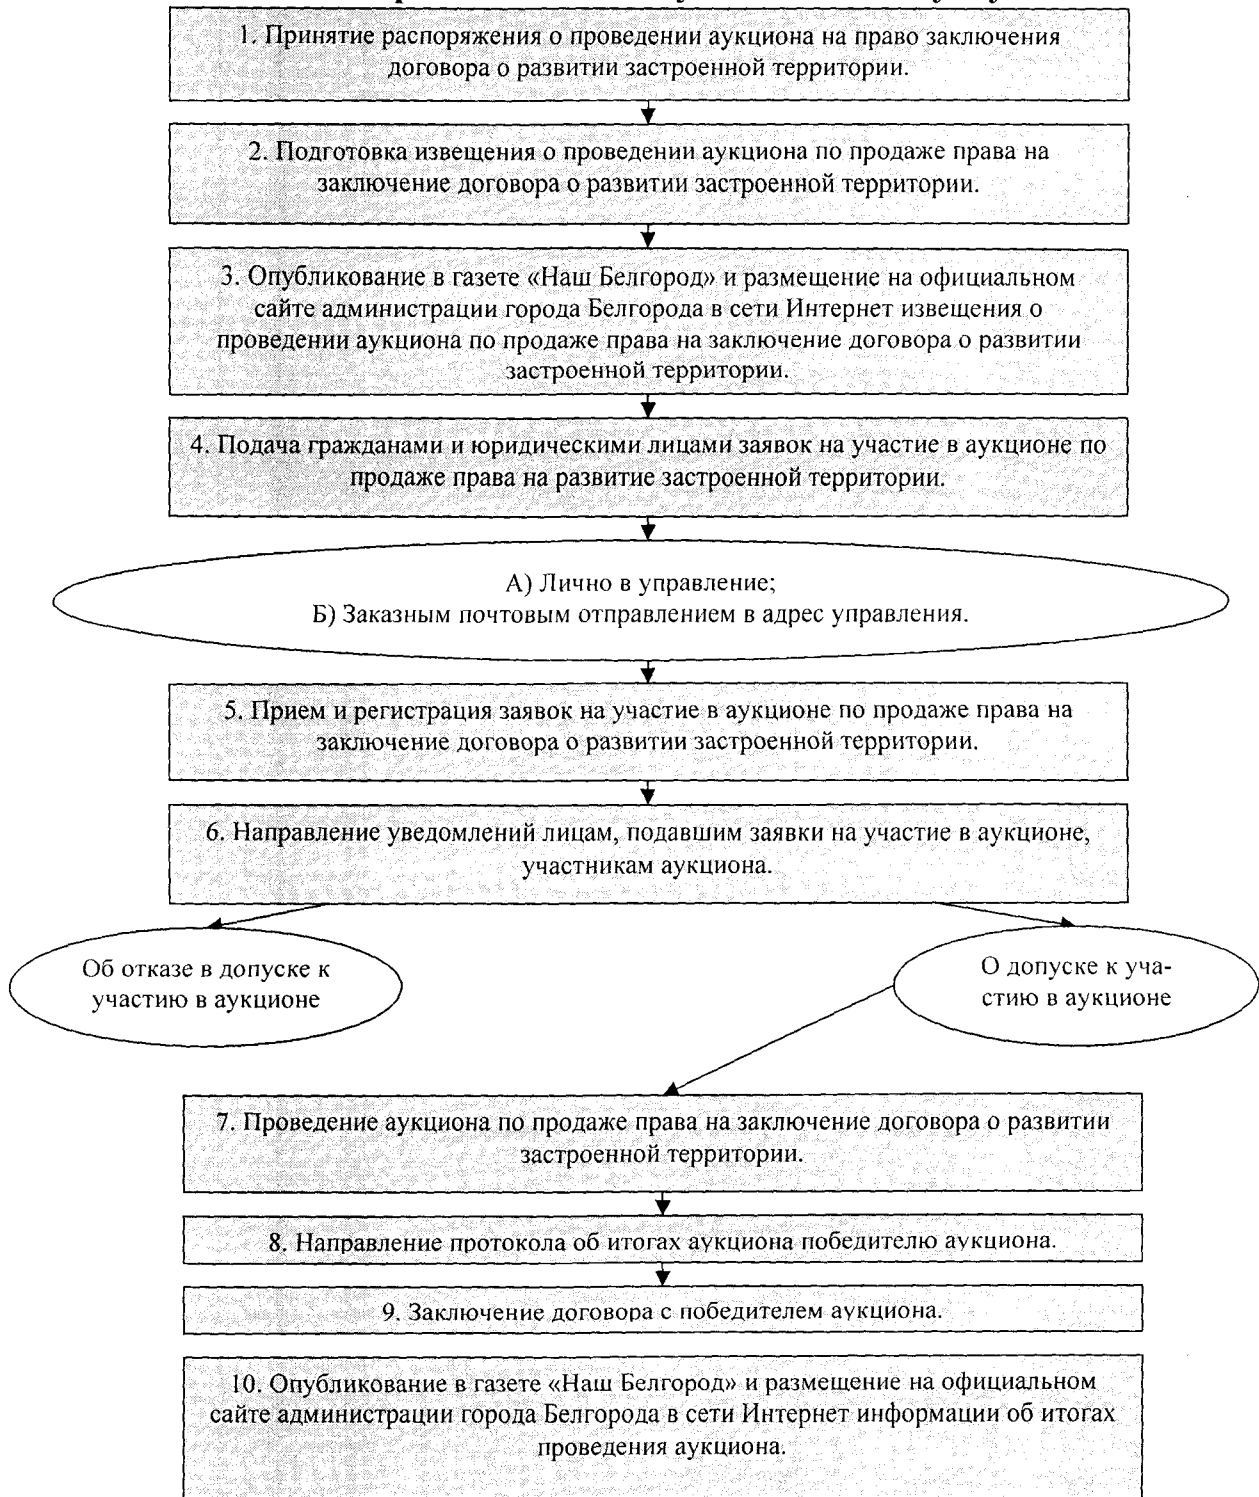 1. Принятие распоряжения о проведении аукциона на право заключения
договора о развитии застроенной территории.
2. Подготовка извещения о проведении аукциона по продаже права на
заключение договора о развитии застроенной территории.
3. Опубликование в газете «Наш Белгород» и размещение на официальном
сайте администрации города Белгорода в сети Интернет извещения о
проведении аукциона по продаже права на заключение договора о развитии
застроенной территории.
4. Подача гражданами и юридическими лицами заявок на участие в аукционе по
продаже права на развитие застроенной территории.
А) Лично в управление;
Б) Заказным почтовым отправлением в адрес управления.
5. Прием и регистрация заявок на участие в аукционе по продаже права на
заключение договора о развитии застроенной территории.
6. Направление уведомлений лицам, подавшим заявки на участие в аукционе,
участникам аукциона.
Об отказе в допуске к
участию в аукционе
О допуске к уча-
стию в аукционе
7. Проведение аукциона по продаже права на заключение договора о развитии
застроенной территории.
8. Направление протокола об итогах аукциона победителю аукциона.
9. Заключение договора с победителем аукциона.
10. Опубликование в газете «Наш Белгород» и размещение на официальном
сайте администрации города Белгорода в сети Интернет информации об итогах
проведения аукциона.